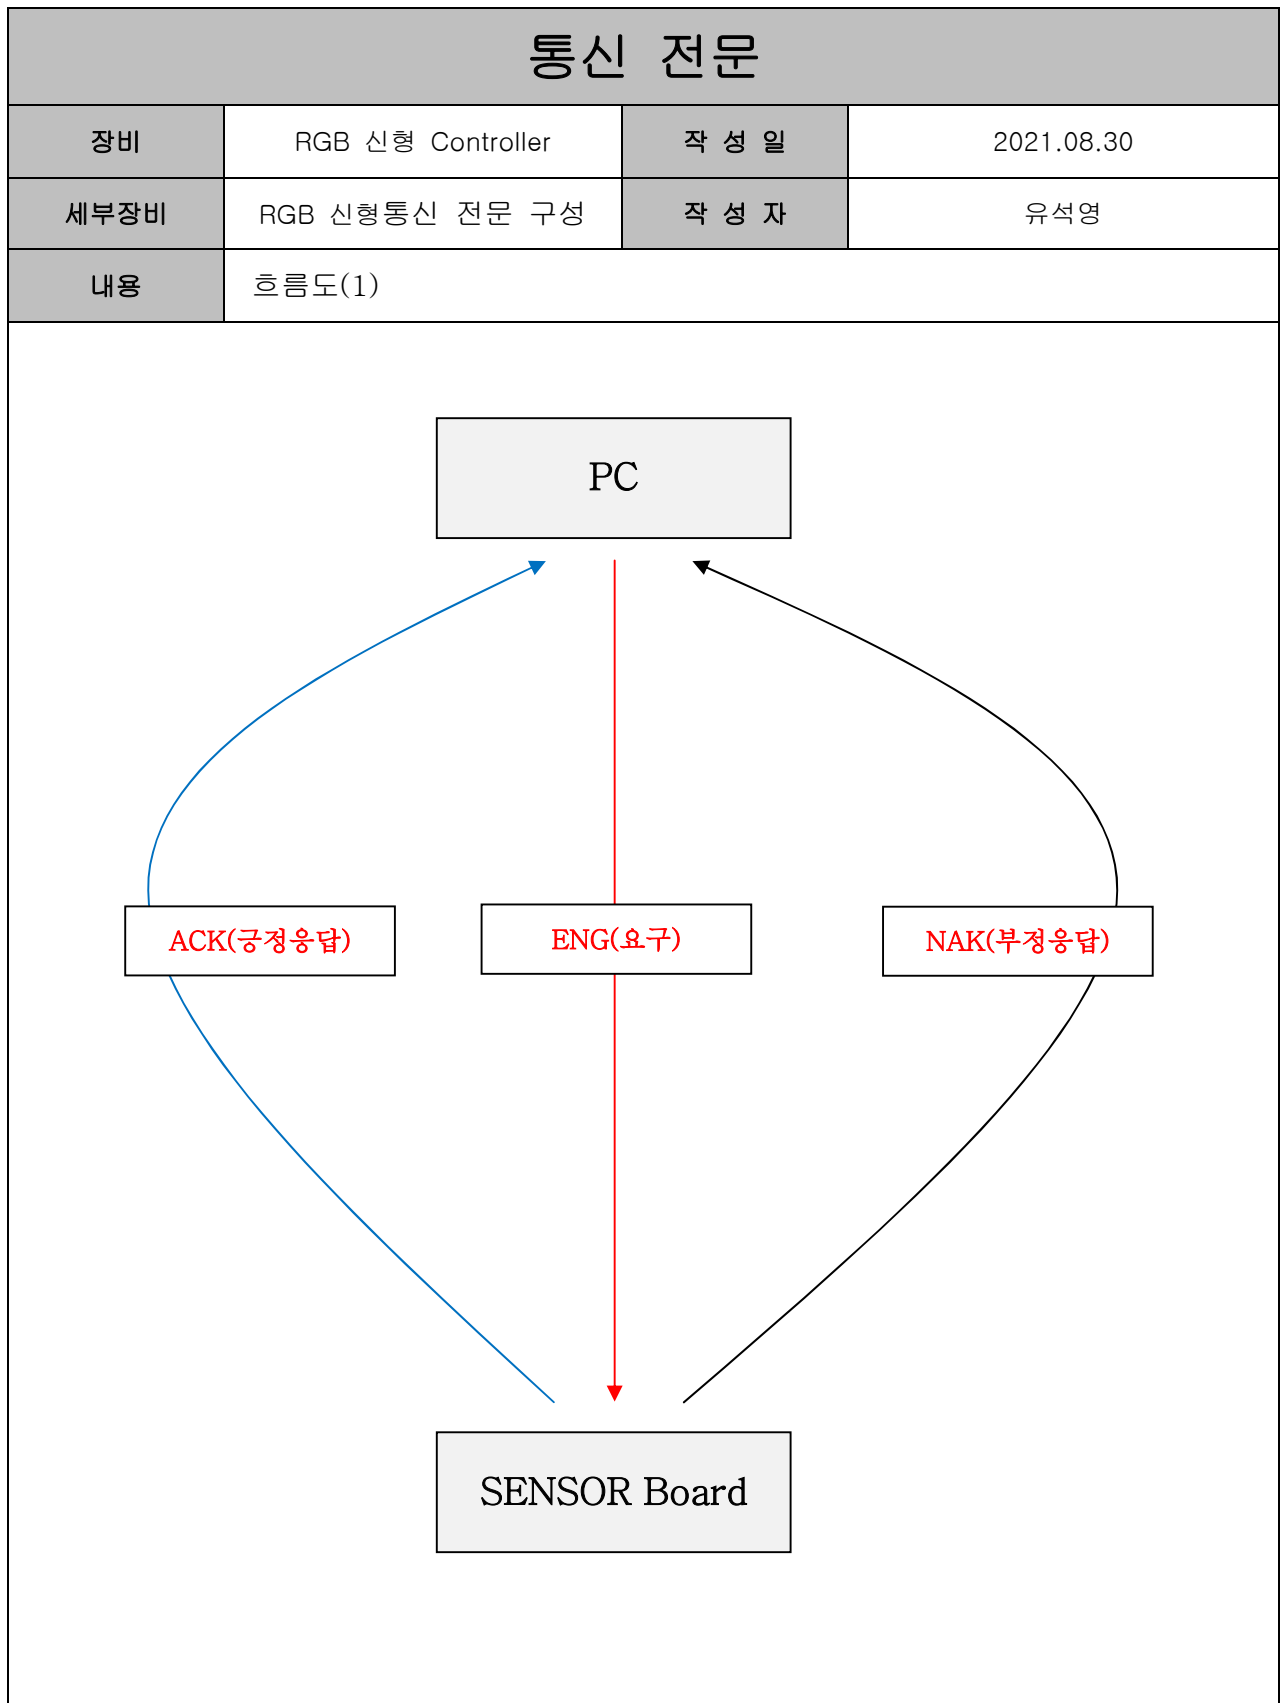 통신 전문
장비 RGB 신형 Controller 작 성 일 2021.08.30
세부장비 RGB 신형통신 전문 구성 작 성 자 유석영
내용 흐름도(1)
PC
ACK(긍정응답) ENG(요구) NAK(부정응답)
SENSOR Board